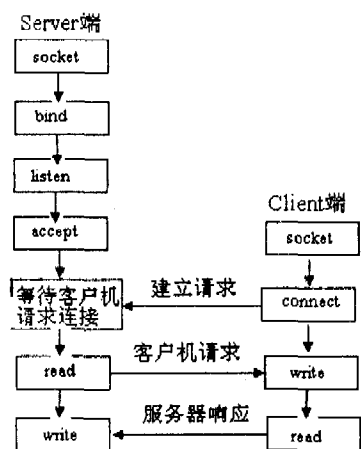 Server端
socket
bind
listen
accept
Client端
socket
等待客户机
请求连接
建立请求
connect
read
客户机请求
write
write
服务器响应
read